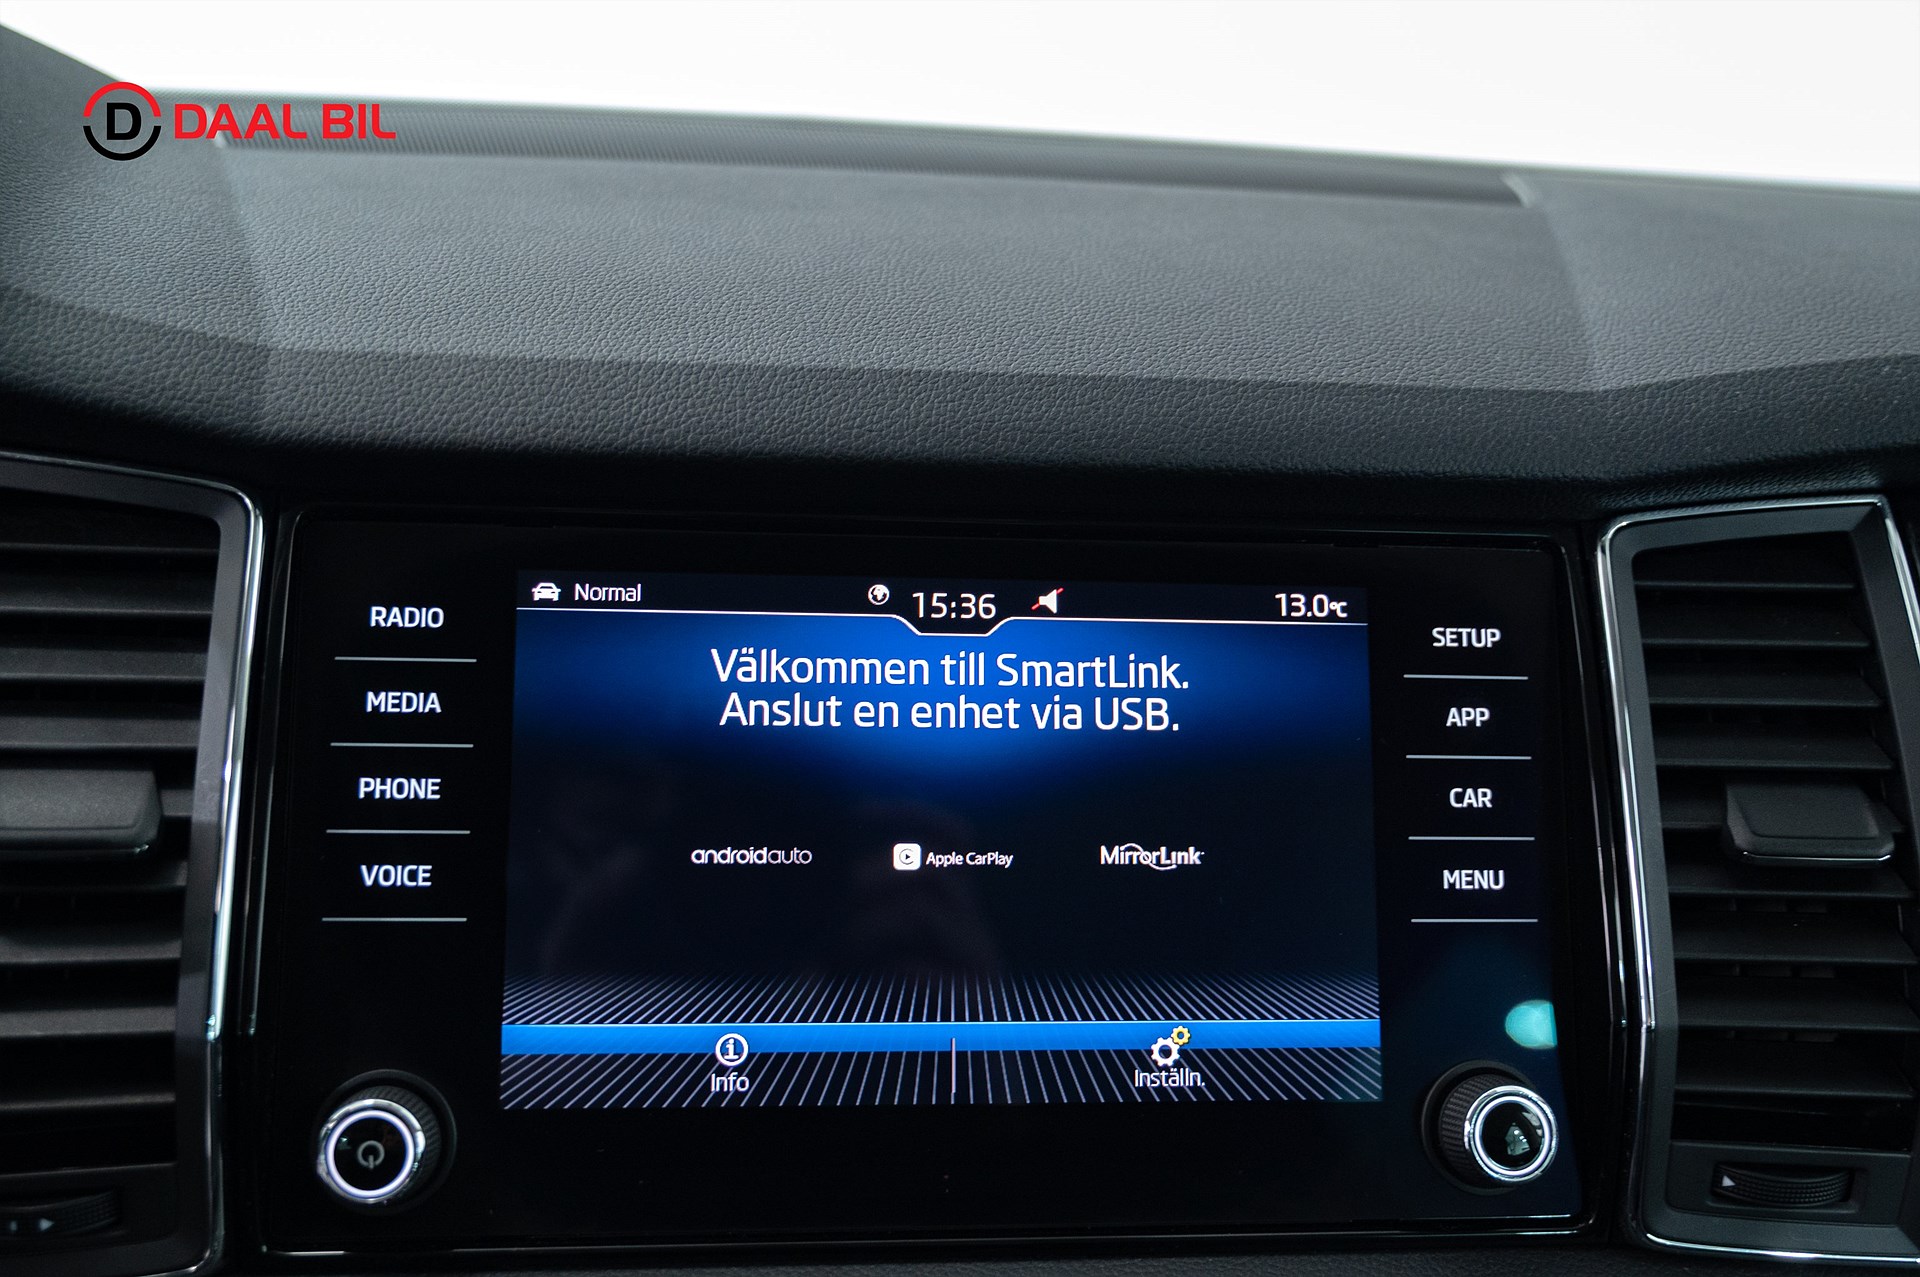 D DAAL BIL
Normal
15:36
13.0°C
RADIO
MEDIA
PHONE
VOICE
Välkommen till SmartLink.
Anslut en enhet via USB.
androidauto
Apple CarPlay
MirrorLink
Info
Inställn.
SETUP
APP
CAR
MENU